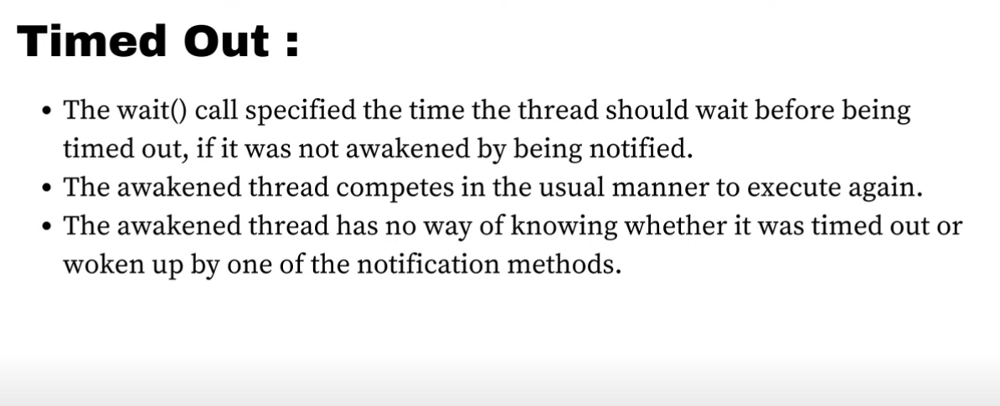 Timed Out :
• The wait() call specified the time the thread should wait before being
timed out, if it was not awakened by being notified.
• The awakened thread competes in the usual manner to execute again.
• The awakened thread has no way of knowing whether it was timed out or
woken up by one of the notification methods.